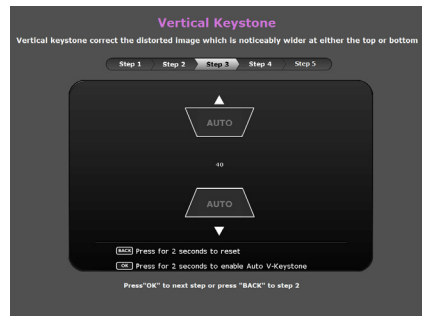 Vertical Keystone
Vertical keystone correct the distorted image which is noticeably wider at either the top or bottom
Step 1 Step 2 Step 3 Step 4 Step 5
AUTO
40
AUTO
BACK Press for 2 seconds to reset
OK Press for 2 seconds to enable Auto V-Keystone
Press"OK" to next step or press "BACK" to step 2